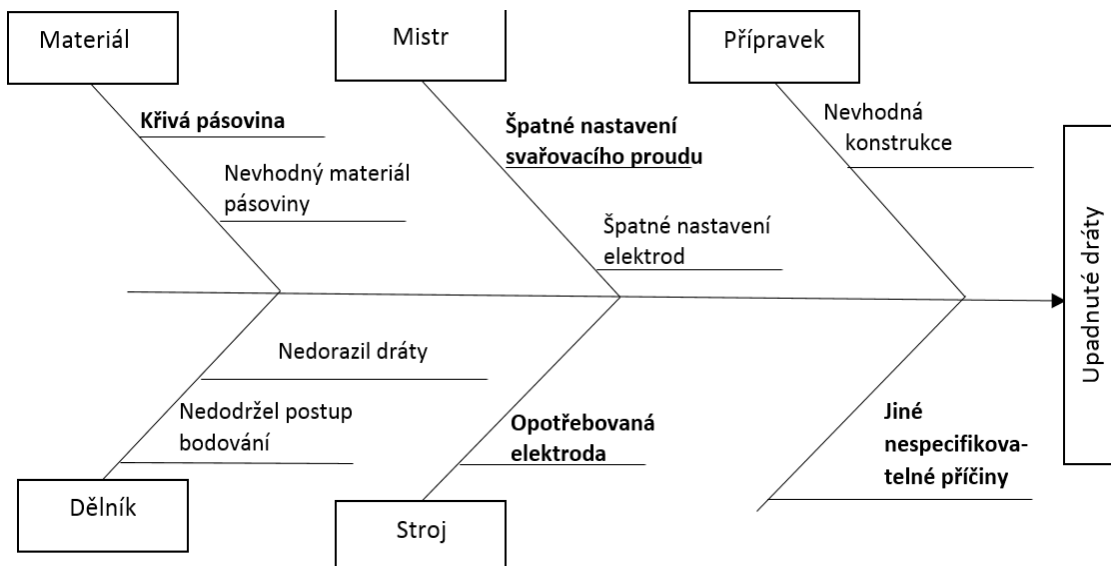 Materiál
Mistr
Přípravek
Křivá pásovina
Nevhodný materiál
pásoviny
Špatné nastavení
svařovacího proudu
Špatné nastavení
elektrod
Nevhodná
konstrukce
Upadnuté dráty
Nedorazil dráty
Nedodržel postup
bodování
Opotřebovaná
elektroda
Jiné
nespecifikova-
telné příčiny
Dělník
Stroj